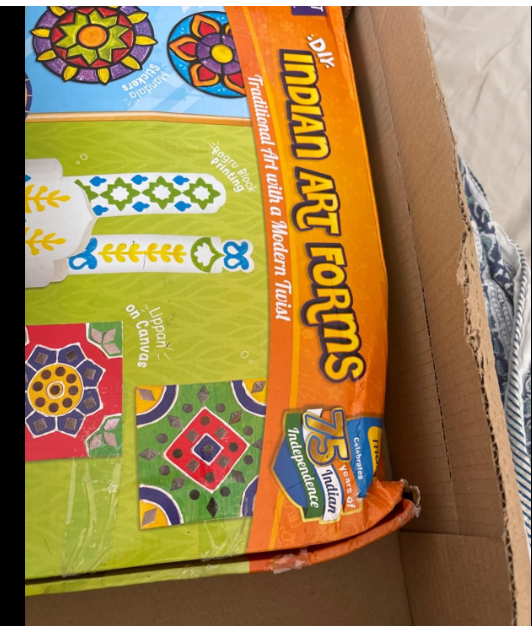 DIY
INDIAN ART FORMS
Traditional Art with a Modern Twist
Mandala
Stickers
Bagru Block
Printing
Lippan
on Canvas
Celebrates
75
years of
Indian
Independence